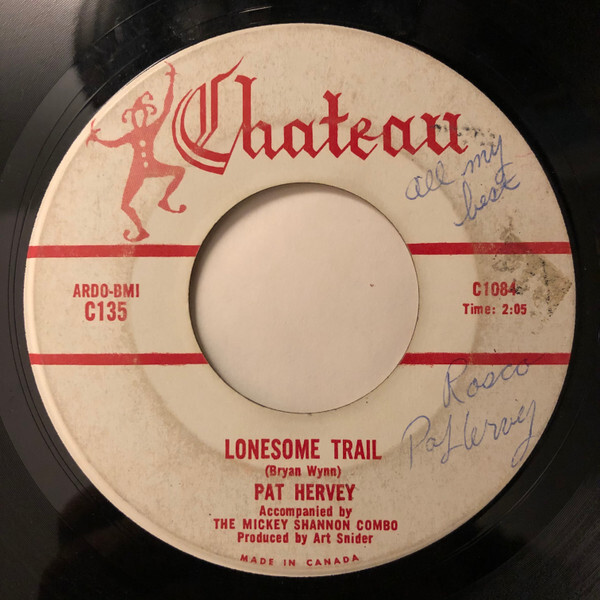 Chateau
all my
best
ARDO-BMI
C135
C1084
Time: 2:05
Rosco
Pat Hervey
LONESOME TRAIL
(Bryan Wynn)
PAT HERVEY
Accompanied by
THE MICKEY SHANNON COMBO
Produced by Art Snider
MADE IN CANADA